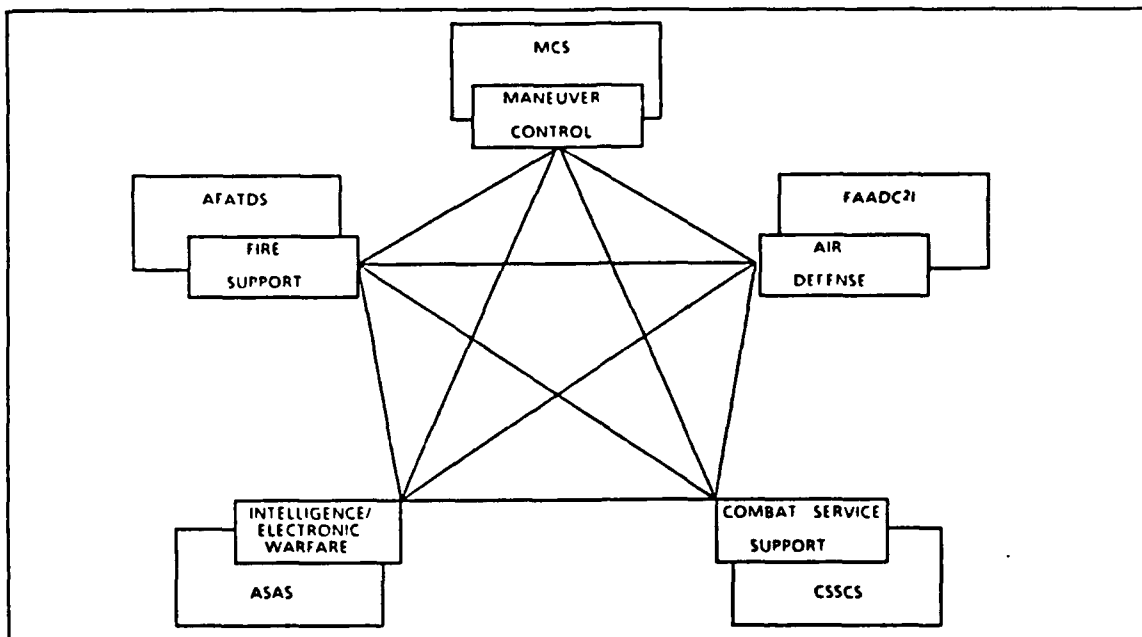 MCS
MANEUVER
CONTROL
AFATDS
FIRE
SUPPORT
FAADC²I
AIR
DEFENSE
INTELLIGENCE/
ELECTRONIC
WARFARE
ASAS
COMBAT SERVICE
SUPPORT
CSSCS